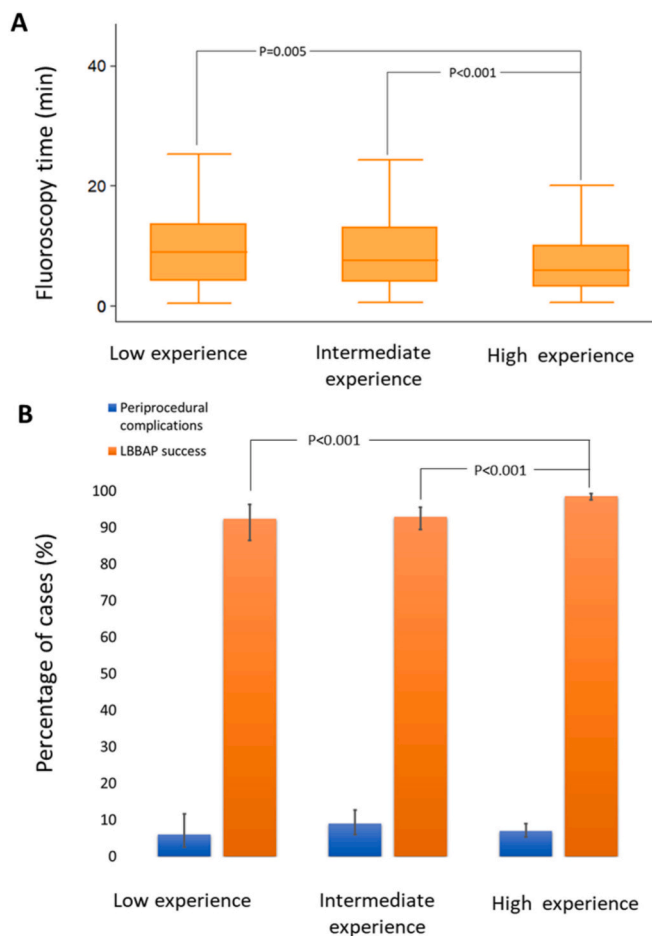 A
P=0.005
P<0.001
Fluoroscopy time (min)
40
20
0
Low experience
Intermediate
experience
High experience
B
Periprocedural
complications
LBBAP success
P<0.001
P<0.001
Percentage of cases (%)
100
90
80
70
60
50
40
30
20
10
0
Low experience
Intermediate
experience
High experience